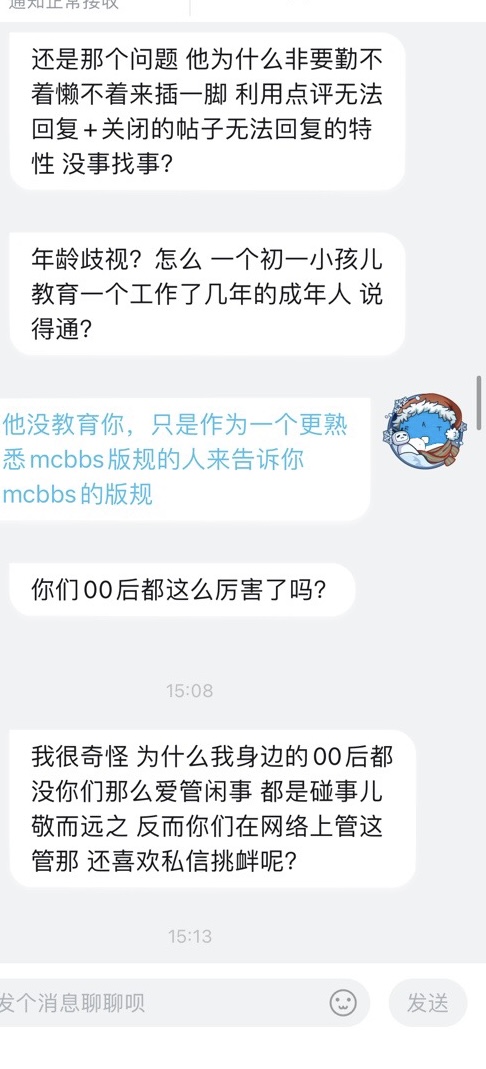 通知正常接收
还是那个问题 他为什么非要勤不
着懒不着来插一脚 利用点评无法
回复+关闭的帖子无法回复的特
性 没事找事?
年龄歧视? 怎么 一个初一小孩儿
教育一个工作了几年的成年人 说
得通?
他没教育你，只是作为一个更熟
悉mcbbs版规的人来告诉你
mcbbs的版规
你们00后都这么厉害了吗?
15:08
我很奇怪 为什么我身边的00后都
没你们那么爱管闲事 都是碰事儿
敬而远之 反而你们在网络上管这
管那 还喜欢私信挑衅呢?
15:13
发个消息聊聊呗
发送